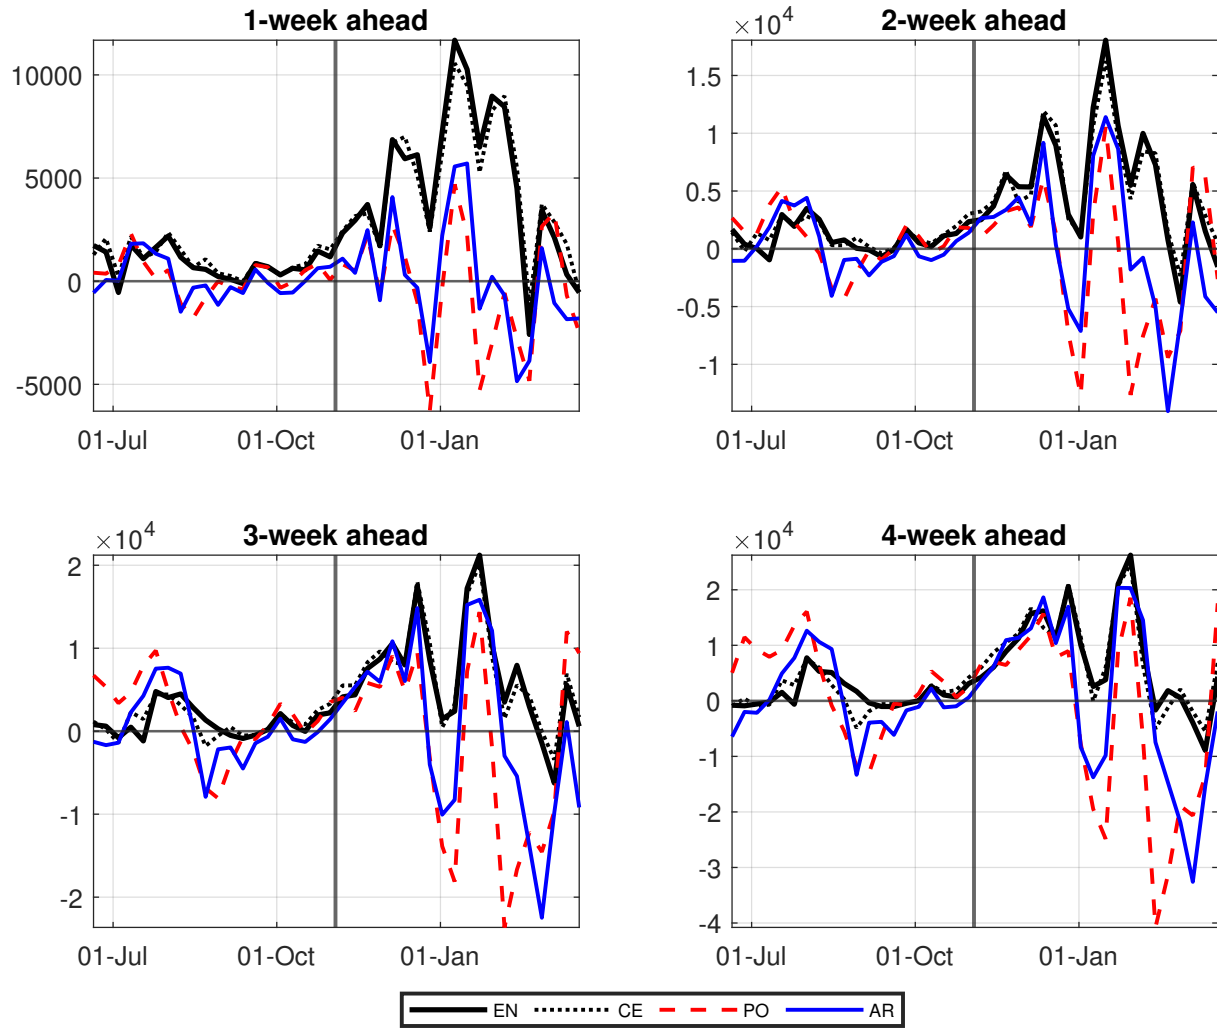 1-week ahead
10000
5000
0
-5000
01-Jul 01-Oct 01-Jan
2-week ahead
×10^4
1.5
1
0.5
0
-0.5
-1
01-Jul 01-Oct 01-Jan
3-week ahead
×10^4
2
1
0
-1
-2
01-Jul 01-Oct 01-Jan
4-week ahead
×10^4
2
1
0
-1
-2
-3
-4
01-Jul 01-Oct 01-Jan
EN CE PO AR